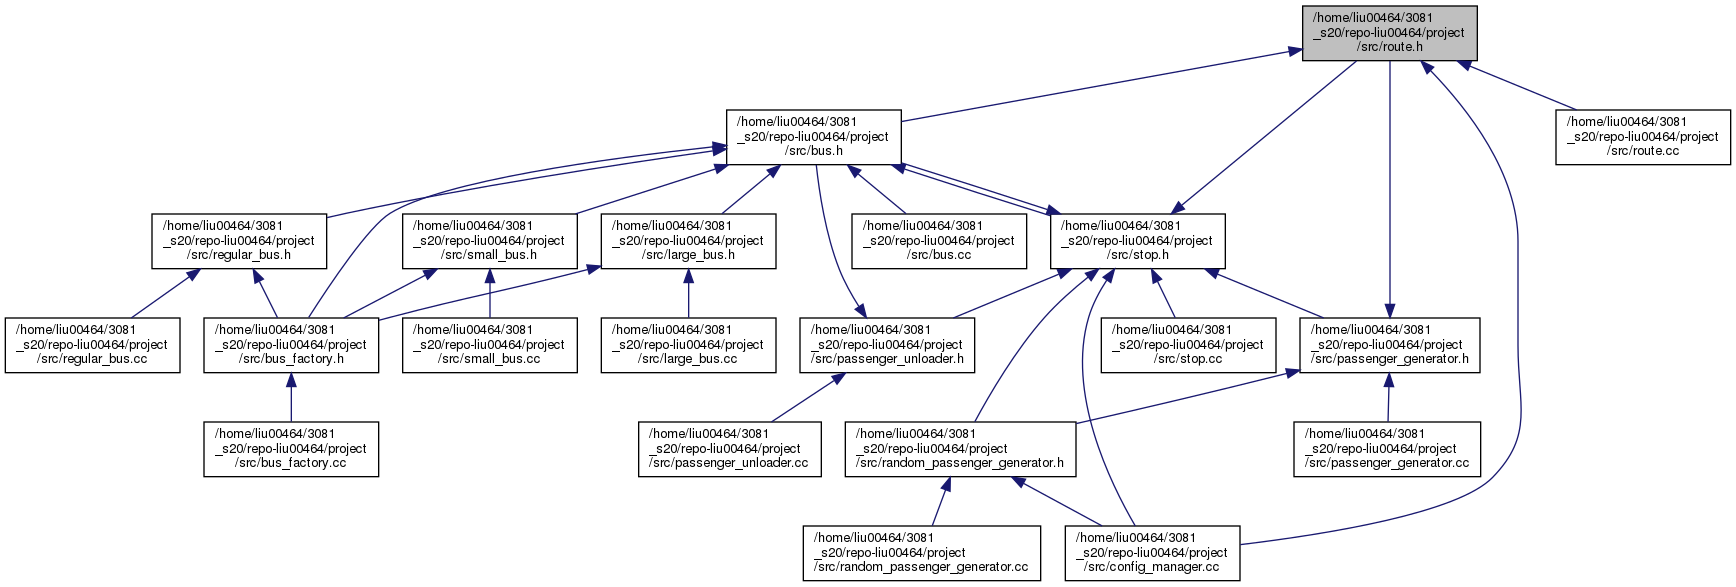 /home/liu00464/3081
_s20/repo-liu00464/project
/src/route.h
/home/liu00464/3081
_s20/repo-liu00464/project
/src/bus.h
/home/liu00464/3081
_s20/repo-liu00464/project
/src/route.cc
/home/liu00464/3081
_s20/repo-liu00464/project
/src/regular_bus.h
/home/liu00464/3081
_s20/repo-liu00464/project
/src/small_bus.h
/home/liu00464/3081
_s20/repo-liu00464/project
/src/large_bus.h
/home/liu00464/3081
_s20/repo-liu00464/project
/src/bus.cc
/home/liu00464/3081
_s20/repo-liu00464/project
/src/stop.h
/home/liu00464/3081
_s20/repo-liu00464/project
/src/regular_bus.cc
/home/liu00464/3081
_s20/repo-liu00464/project
/src/bus_factory.h
/home/liu00464/3081
_s20/repo-liu00464/project
/src/small_bus.cc
/home/liu00464/3081
_s20/repo-liu00464/project
/src/large_bus.cc
/home/liu00464/3081
_s20/repo-liu00464/project
/src/passenger_unloader.h
/home/liu00464/3081
_s20/repo-liu00464/project
/src/stop.cc
/home/liu00464/3081
_s20/repo-liu00464/project
/src/passenger_generator.h
/home/liu00464/3081
_s20/repo-liu00464/project
/src/bus_factory.cc
/home/liu00464/3081
_s20/repo-liu00464/project
/src/passenger_unloader.cc
/home/liu00464/3081
_s20/repo-liu00464/project
/src/random_passenger_generator.h
/home/liu00464/3081
_s20/repo-liu00464/project
/src/passenger_generator.cc
/home/liu00464/3081
_s20/repo-liu00464/project
/src/random_passenger_generator.cc
/home/liu00464/3081
_s20/repo-liu00464/project
/src/config_manager.cc